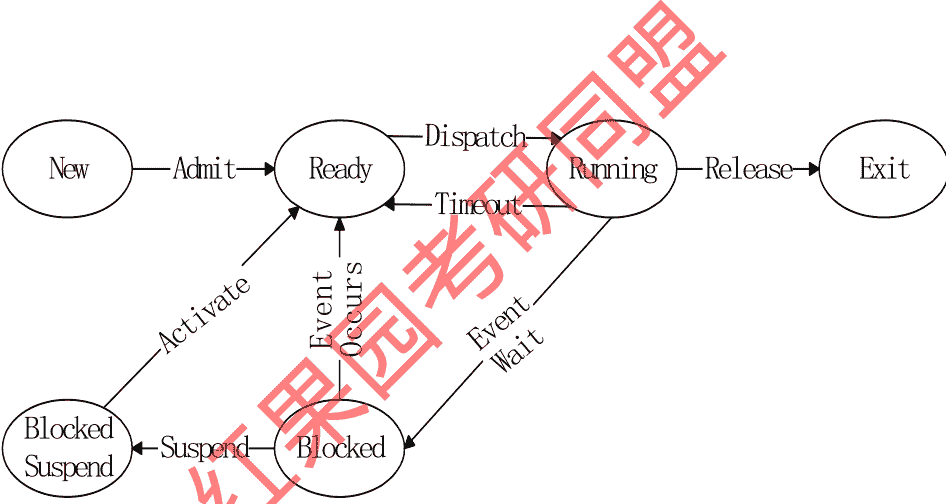 New
Admit
Ready
Dispatch
Timeout
Running
Release
Exit
Activate
Event
Occurs
Event
Wait
Blocked
Suspend
Suspend
Blocked
红果园考研同盟